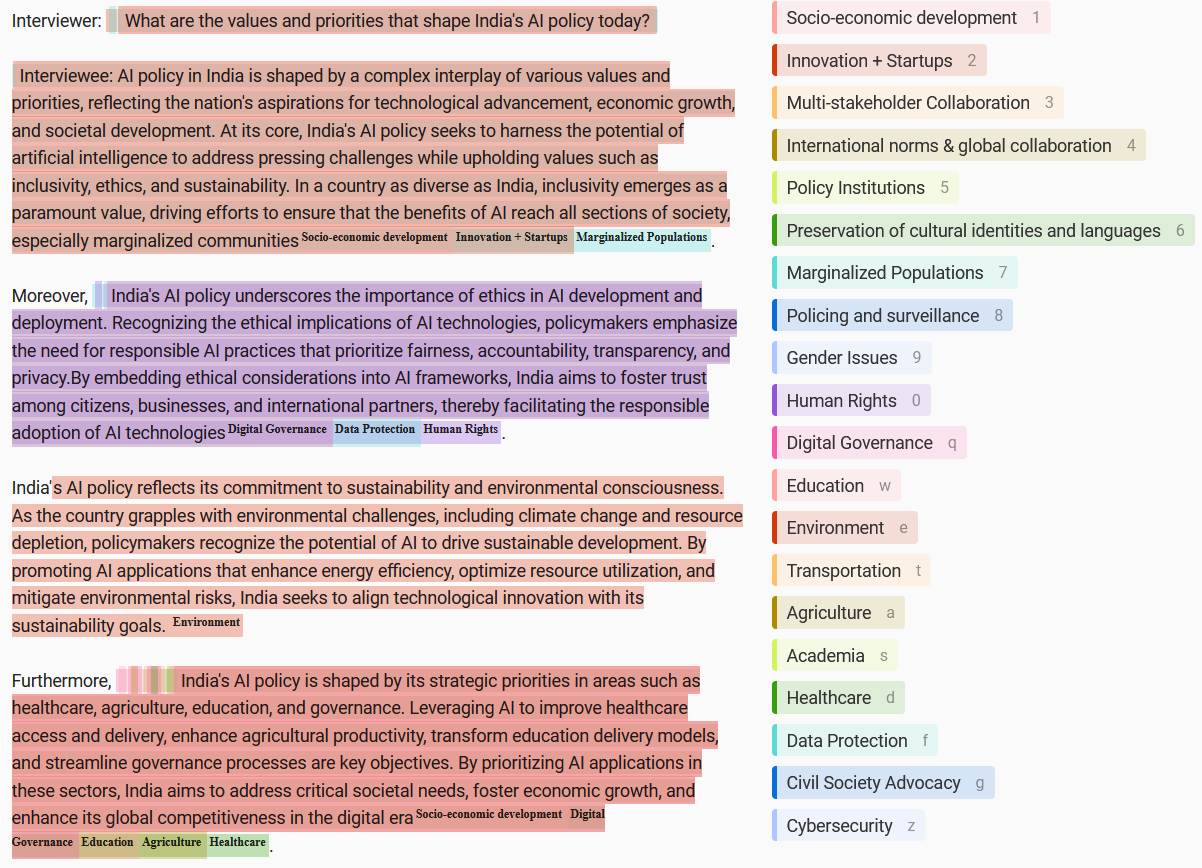 Interviewer: What are the values and priorities that shape India's AI policy today?
Interviewee: AI policy in India is shaped by a complex interplay of various values and
priorities, reflecting the nation's aspirations for technological advancement, economic growth,
and societal development. At its core, India's AI policy seeks to harness the potential of
artificial intelligence to address pressing challenges while upholding values such as
inclusivity, ethics, and sustainability. In a country as diverse as India, inclusivity emerges as a
paramount value, driving efforts to ensure that the benefits of AI reach all sections of society,
especially marginalized communities Socio-economic development Innovation + Startups Marginalized Populations.
Moreover, India's AI policy underscores the importance of ethics in AI development and
deployment. Recognizing the ethical implications of AI technologies, policymakers emphasize
the need for responsible AI practices that prioritize fairness, accountability, transparency, and
privacy.By embedding ethical considerations into AI frameworks, India aims to foster trust
among citizens, businesses, and international partners, thereby facilitating the responsible
adoption of AI technologies Digital Governance Data Protection Human Rights.
India's AI policy reflects its commitment to sustainability and environmental consciousness.
As the country grapples with environmental challenges, including climate change and resource
depletion, policymakers recognize the potential of AI to drive sustainable development. By
promoting AI applications that enhance energy efficiency, optimize resource utilization, and
mitigate environmental risks, India seeks to align technological innovation with its
sustainability goals. Environment
Furthermore, India's AI policy is shaped by its strategic priorities in areas such as
healthcare, agriculture, education, and governance. Leveraging AI to improve healthcare
access and delivery, enhance agricultural productivity, transform education delivery models,
and streamline governance processes are key objectives. By prioritizing AI applications in
these sectors, India aims to address critical societal needs, foster economic growth, and
enhance its global competitiveness in the digital era Socio-economic development Digital
Governance Education Agriculture Healthcare.
Socio-economic development 1
Innovation + Startups 2
Multi-stakeholder Collaboration 3
International norms & global collaboration 4
Policy Institutions 5
Preservation of cultural identities and languages 6
Marginalized Populations 7
Policing and surveillance 8
Gender Issues 9
Human Rights 0
Digital Governance q
Education w
Environment e
Transportation t
Agriculture a
Academia s
Healthcare d
Data Protection f
Civil Society Advocacy g
Cybersecurity z